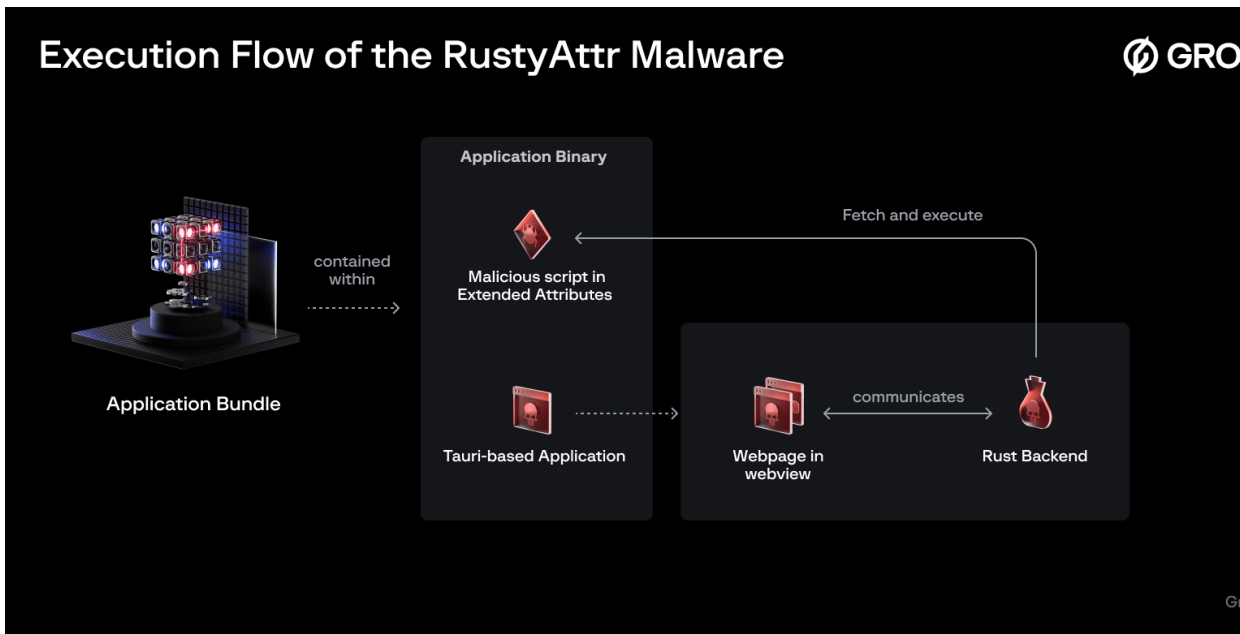 Execution Flow of the RustyAttr Malware
GRO
Application Binary
Fetch and execute
contained
within
Malicious script in
Extended Attributes
Application Bundle
communicates
Tauri-based Application
Webpage in
webview
Rust Backend
Gr